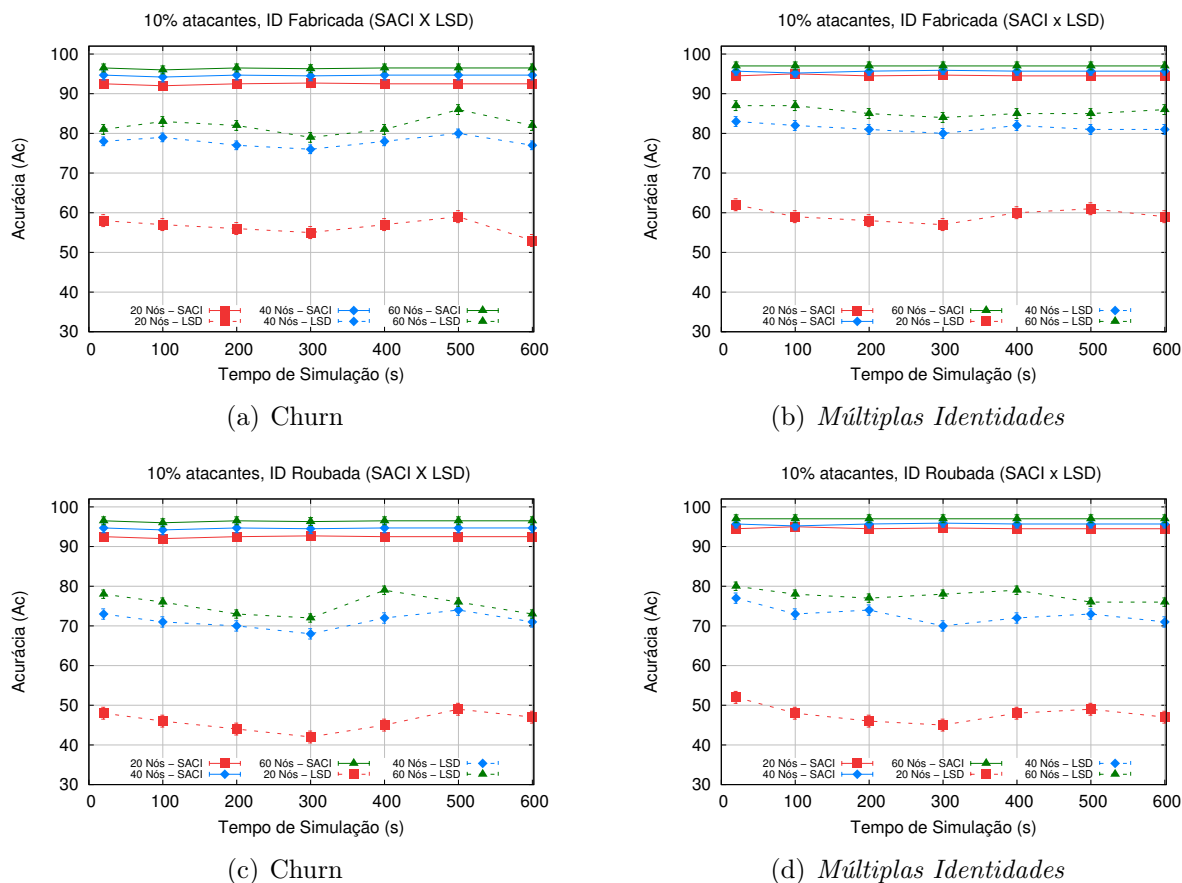 10% atacantes, ID Fabricada (SACI X LSD)
100
90
80
70
60
50
40
30
Acurácia (Ac)
20 Nós – SACI
40 Nós – SACI
60 Nós – SACI
20 Nós – LSD
40 Nós – LSD
60 Nós – LSD
0 100 200 300 400 500 600
Tempo de Simulação (s)
(a) Churn
10% atacantes, ID Fabricada (SACI x LSD)
100
90
80
70
60
50
40
30
Acurácia (Ac)
20 Nós – SACI
60 Nós – SACI
40 Nós – LSD
40 Nós – SACI
20 Nós – LSD
60 Nós – LSD
0 100 200 300 400 500 600
Tempo de Simulação (s)
(b) Múltiplas Identidades
10% atacantes, ID Roubada (SACI X LSD)
100
90
80
70
60
50
40
30
Acurácia (Ac)
20 Nós – SACI
60 Nós – SACI
40 Nós – LSD
40 Nós – SACI
20 Nós – LSD
60 Nós – LSD
0 100 200 300 400 500 600
Tempo de Simulação (s)
(c) Churn
10% atacantes, ID Roubada (SACI x LSD)
100
90
80
70
60
50
40
30
Acurácia (Ac)
20 Nós – SACI
60 Nós – SACI
40 Nós – LSD
40 Nós – SACI
20 Nós – LSD
60 Nós – LSD
0 100 200 300 400 500 600
Tempo de Simulação (s)
(d) Múltiplas Identidades